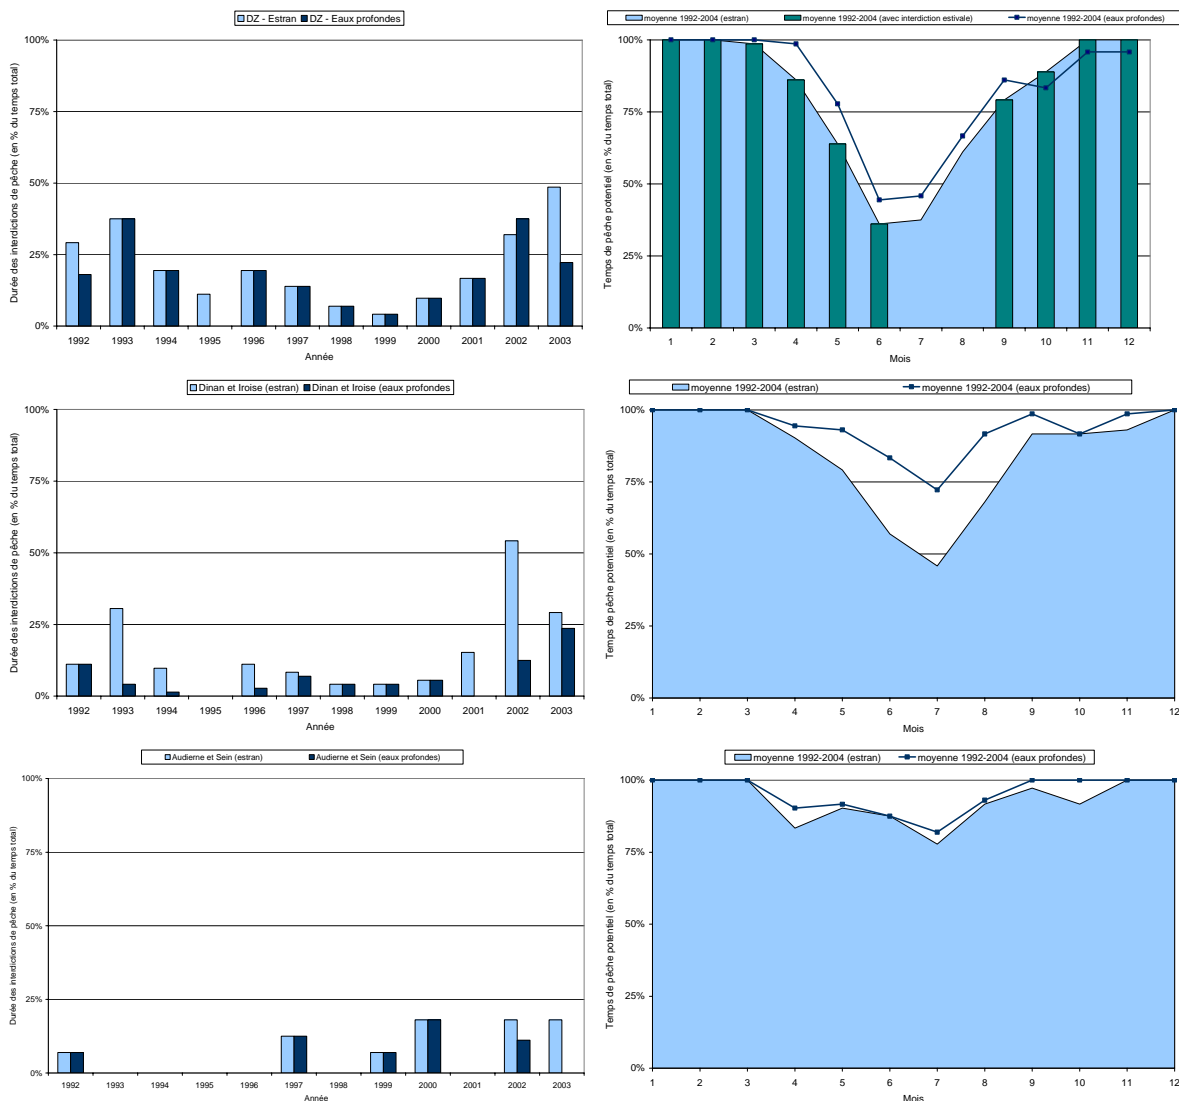 DZ - Estran DZ - Eaux profondes
Durée des interdictions de pêche (en % du temps total)
100%
75%
50%
25%
0%
1992 1993 1994 1995 1996 1997 1998 1999 2000 2001 2002 2003
Année
moyenne 1992-2004 (estran) moyenne 1992-2004 (avec interdiction estivale) moyenne 1992-2004 (eaux profondes)
Temps de pêche potentiel (en % du temps total)
100%
75%
50%
25%
0%
1 2 3 4 5 6 7 8 9 10 11 12
Mois
Dinan et Iroise (estran) Dinan et Iroise (eaux profondes)
Durée des interdictions de pêche (en % du temps total)
100%
75%
50%
25%
0%
1992 1993 1994 1995 1996 1997 1998 1999 2000 2001 2002 2003
Année
moyenne 1992-2004 (estran) moyenne 1992-2004 (eaux profondes)
Temps de pêche potentiel (en % du temps total)
100%
75%
50%
25%
0%
1 2 3 4 5 6 7 8 9 10 11 12
Mois
Audierne et Sein (estran) Audierne et Sein (eaux profondes)
Durée des interdictions de pêche (en % du temps total)
100%
75%
50%
25%
0%
1992 1993 1994 1995 1996 1997 1998 1999 2000 2001 2002 2003
Année
moyenne 1992-2004 (estran) moyenne 1992-2004 (eaux profondes)
Temps de pêche potentiel (en % du temps total)
100%
75%
50%
25%
0%
1 2 3 4 5 6 7 8 9 10 11 12
Mois